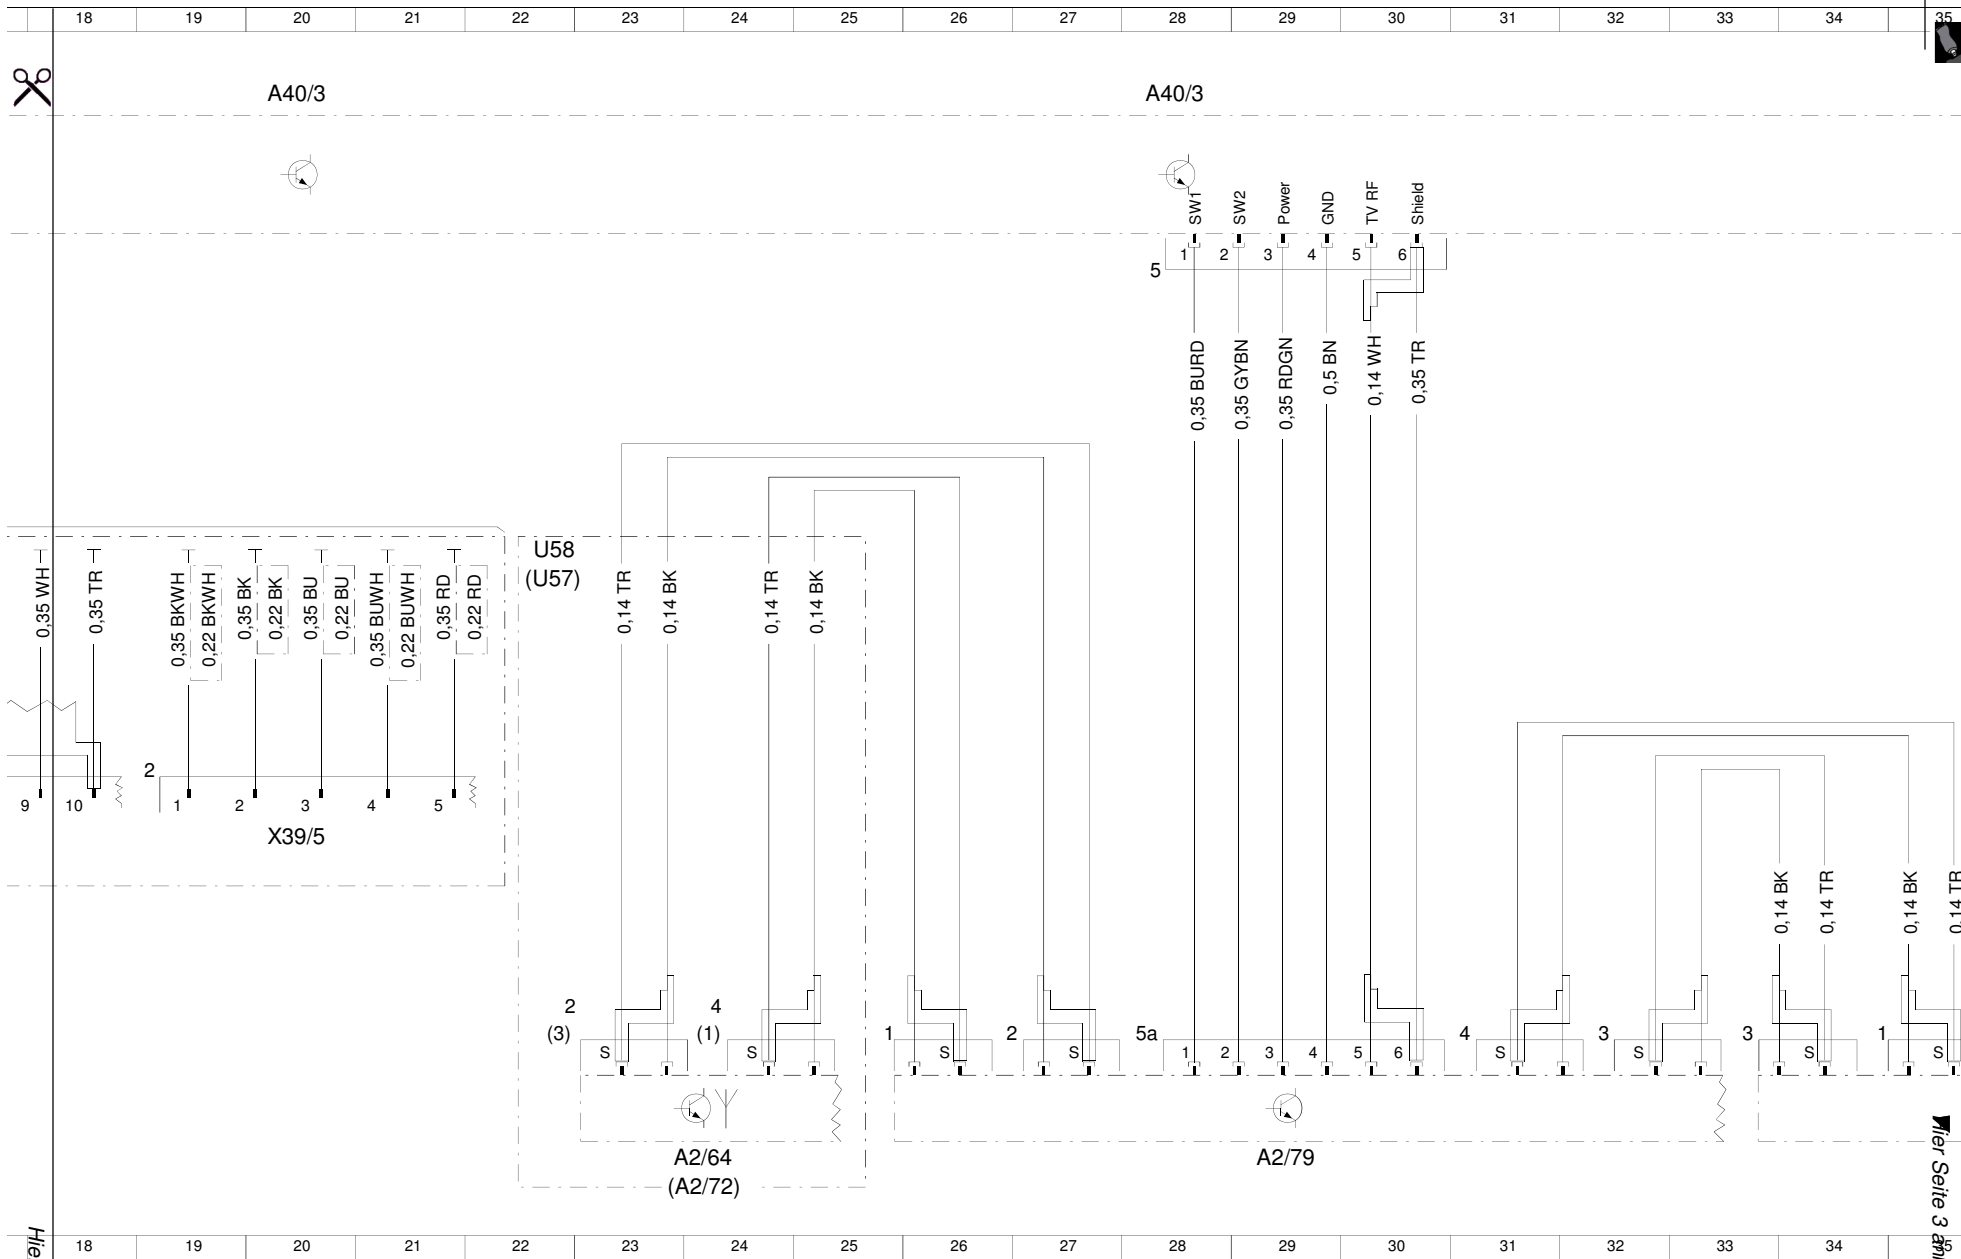 18 19 20 21 22 23 24 25 26 27 28 29 30 31 32 33 34 35
A40/3 A40/3
SW1 SW2 Power GND TV RF Shield
1 2 3 4 5 6
5
0,35 BURD 0,35 GYBN 0,35 RDGN 0,5 BN 0,14 WH 0,35 TR
U58
(U57)
0,35 WH 0,35 TR 0,35 BKWH 0,22 BKWH 0,35 BK 0,22 BK 0,35 BU 0,22 BU 0,35 BUWH 0,22 BUWH 0,35 RD 0,22 RD
0,14 TR 0,14 BK 0,14 TR 0,14 BK
2
9 10 1 2 3 4 5
X39/5
0,14 BK 0,14 TR 0,14 BK 0,14 TR
2 4
(3) (1) 1 2 5a 4 3 3 1
S S S S 1 2 3 4 5 6 S S S S
A2/64 A2/79
(A2/72)
Hier Seite 3
Hie
18 19 20 21 22 23 24 25 26 27 28 29 30 31 32 33 34 35